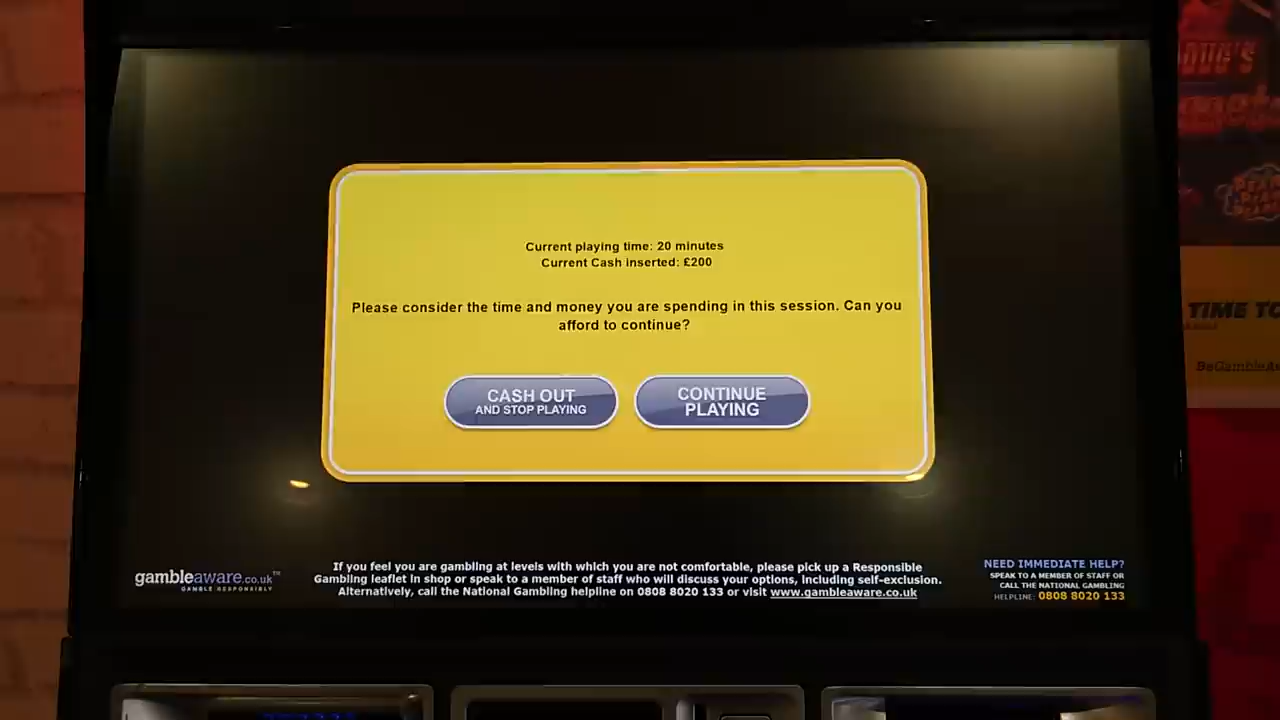 Current playing time: 20 minutes
Current Cash inserted: £200
Please consider the time and money you are spending in this session. Can you
afford to continue?
CASH OUT
AND STOP PLAYING
CONTINUE
PLAYING
gambleaware.co.uk™
GAMBLE RESPONSIBLY
If you feel you are gambling at levels with which you are not comfortable, please pick up a Responsible
Gambling leaflet in shop or speak to a member of staff who will discuss your options, including self-exclusion.
Alternatively, call the National Gambling helpline on 0808 8020 133 or visit www.gambleaware.co.uk
NEED IMMEDIATE HELP?
SPEAK TO A MEMBER OF STAFF OR
CALL THE NATIONAL GAMBLING
HELPLINE: 0808 8020 133
TIME TO